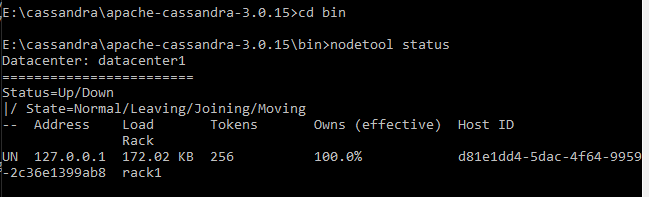 E:\cassandra\apache-cassandra-3.0.15>cd bin
E:\cassandra\apache-cassandra-3.0.15\bin>nodetool status
Datacenter: datacenter1
=======================
Status=Up/Down
|/ State=Normal/Leaving/Joining/Moving
--  Address    Load       Tokens       Owns (effective)  Host ID
               Rack
UN  127.0.0.1  172.02 KB  256          100.0%            d81e1dd4-5dac-4f64-9959
-2c36e1399ab8  rack1